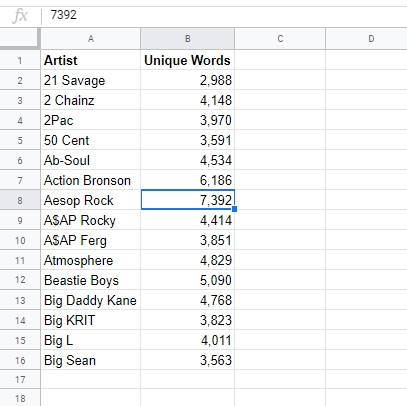 fx 7392
A B C D
1 Artist Unique Words
2 21 Savage 2,988
3 2 Chainz 4,148
4 2Pac 3,970
5 50 Cent 3,591
6 Ab-Soul 4,534
7 Action Bronson 6,186
8 Aesop Rock 7,392
9 A$AP Rocky 4,414
10 A$AP Ferg 3,851
11 Atmosphere 4,829
12 Beastie Boys 5,090
13 Big Daddy Kane 4,768
14 Big KRIT 3,823
15 Big L 4,011
16 Big Sean 3,563
17
18